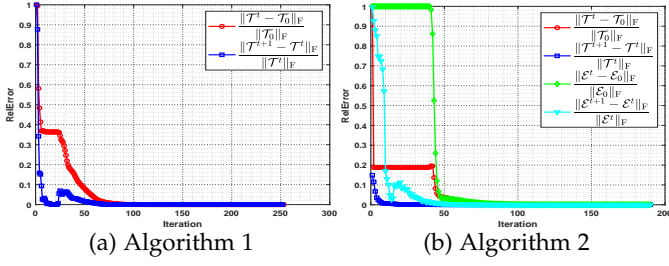 1
0.9
0.8
0.7
0.6
0.5
0.4
0.3
0.2
0.1
0
RelError
0 50 100 150 200 250 300
Iteration
‖𝒯^t − 𝒯_0‖_F
‖𝒯_0‖_F
‖𝒯^{t+1} − 𝒯^t‖_F
‖𝒯^t‖_F
(a) Algorithm 1
1
0.9
0.8
0.7
0.6
0.5
0.4
0.3
0.2
0.1
0
RelError
0 50 100 150 200
Iteration
‖𝒯^t − 𝒯_0‖_F
‖𝒯_0‖_F
‖𝒯^{t+1} − 𝒯^t‖_F
‖𝒯^t‖_F
‖ℰ^t − ℰ_0‖_F
‖ℰ_0‖_F
‖ℰ^{t+1} − ℰ^t‖_F
‖ℰ^t‖_F
(b) Algorithm 2